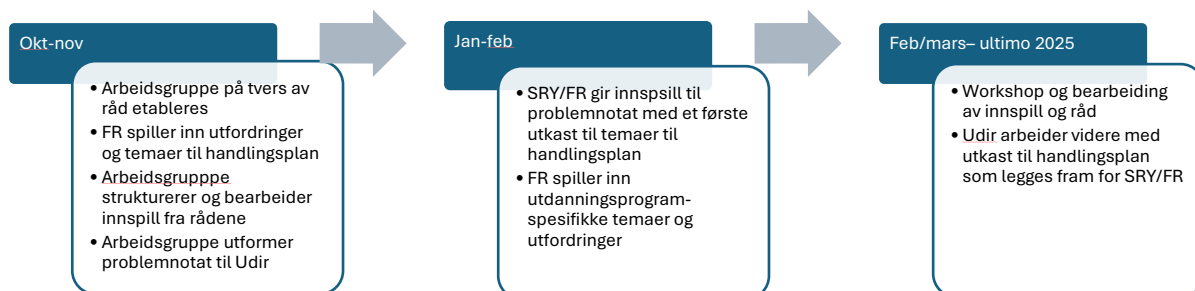 Okt-nov
• Arbeidsgruppe på tvers av
råd etableres
• FR spiller inn utfordringer
og temaer til handlingsplan
• Arbeidsgrupppe
strukturerer og bearbeider
innspill fra rådene
• Arbeidsgruppe utformer
problemnotat til Udir
Jan-feb
• SRY/FR gir innspsill til
problemnotat med et første
utkast til temaer til
handlingsplan
• FR spiller inn
utdanningsprogram-
spesifikke temaer og
utfordringer
Feb/mars– ultimo 2025
• Workshop og bearbeiding
av innspill og råd
• Udir arbeider videre med
utkast til handlingsplan
som legges fram for SRY/FR